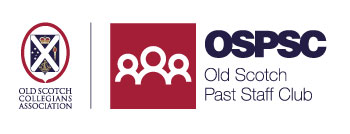 OLD SCOTCH
COLLEGIANS
ASSOCIATION
OSPSC
Old Scotch
Past Staff Club